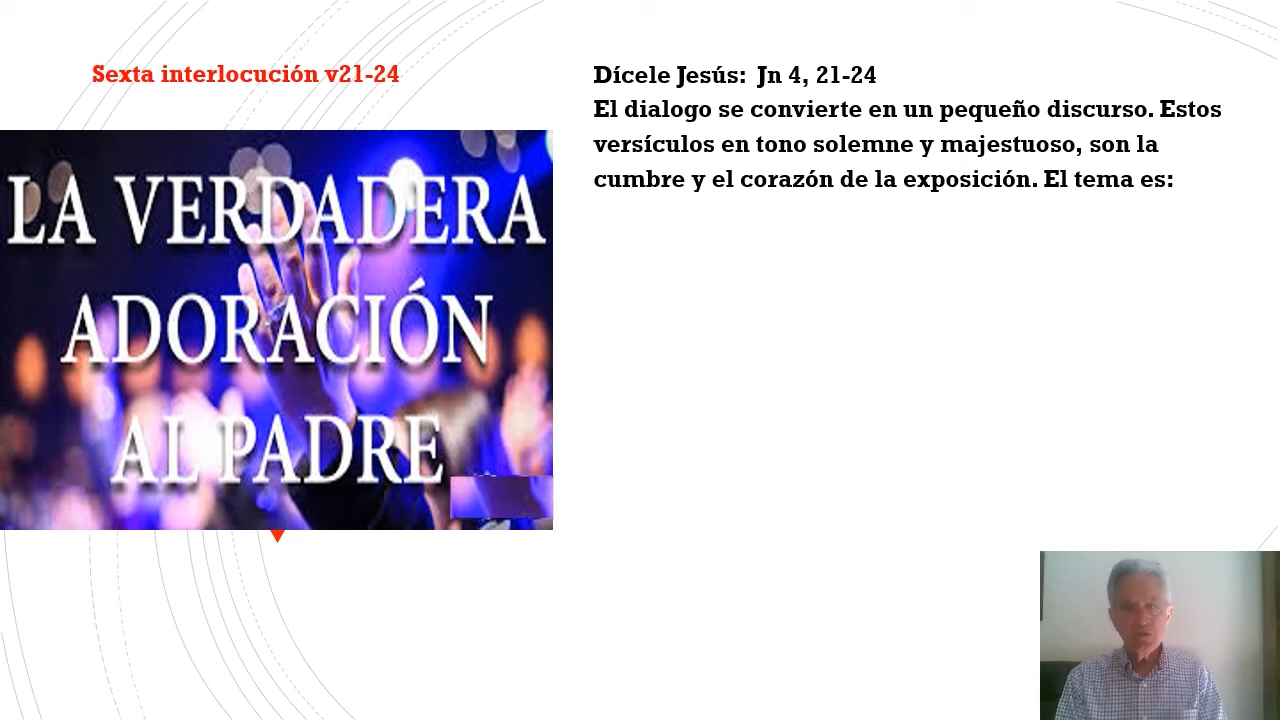 Sexta interlocución v21-24
LA VERDADERA
ADORACIÓN
AL PADRE
Dícele Jesús: Jn 4, 21-24
El dialogo se convierte en un pequeño discurso. Estos
versículos en tono solemne y majestuoso, son la
cumbre y el corazón de la exposición. El tema es: